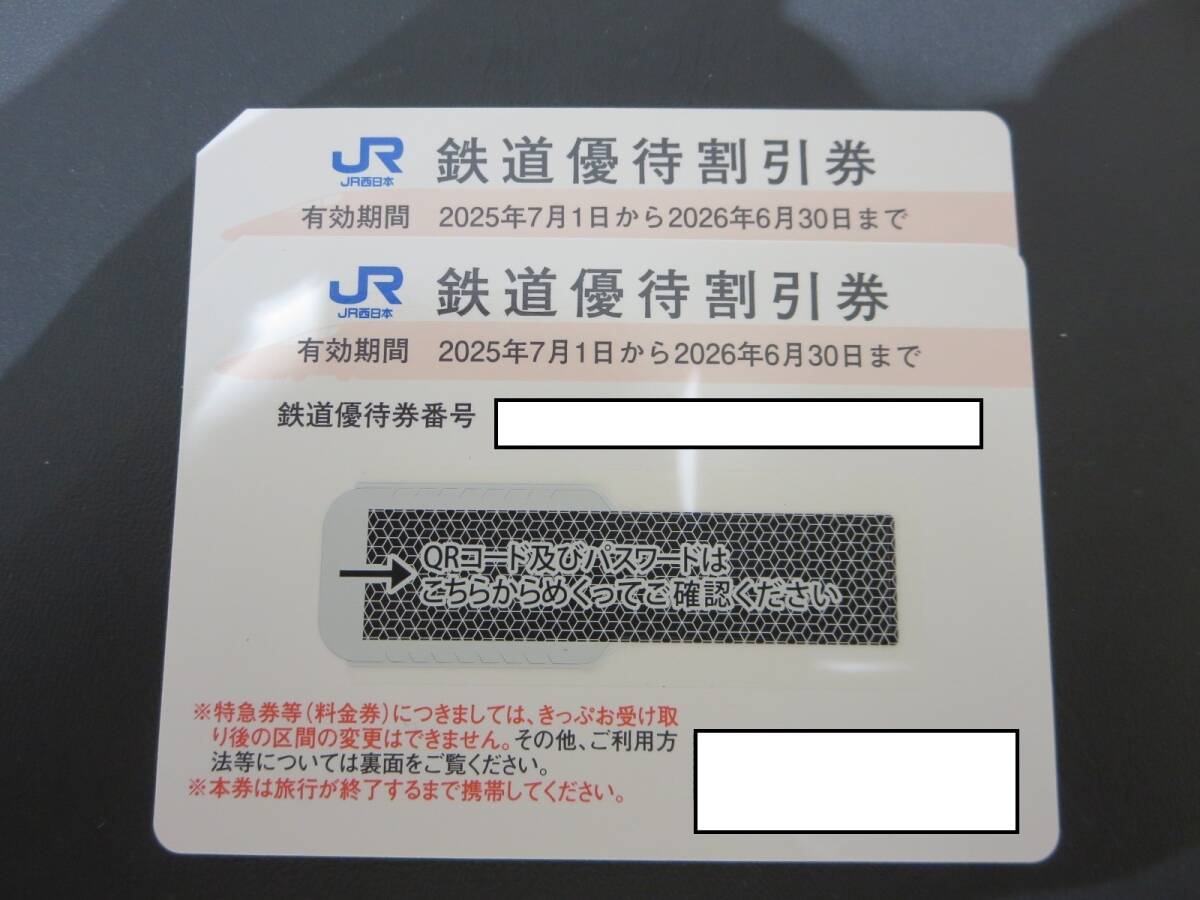 JR 鉄道優待割引券
JR西日本
有効期間 2025年7月1日から2026年6月30日まで
JR 鉄道優待割引券
JR西日本
有効期間 2025年7月1日から2026年6月30日まで
鉄道優待券番号
QRコード及びパスワードは
こちらからめくってご確認ください
※特急券等(料金券)につきましては、きっぷお受け取
り後の区間の変更はできません。その他、ご利用方
法等については裏面をご覧ください。
※本券は旅行が終了するまで携帯してください。